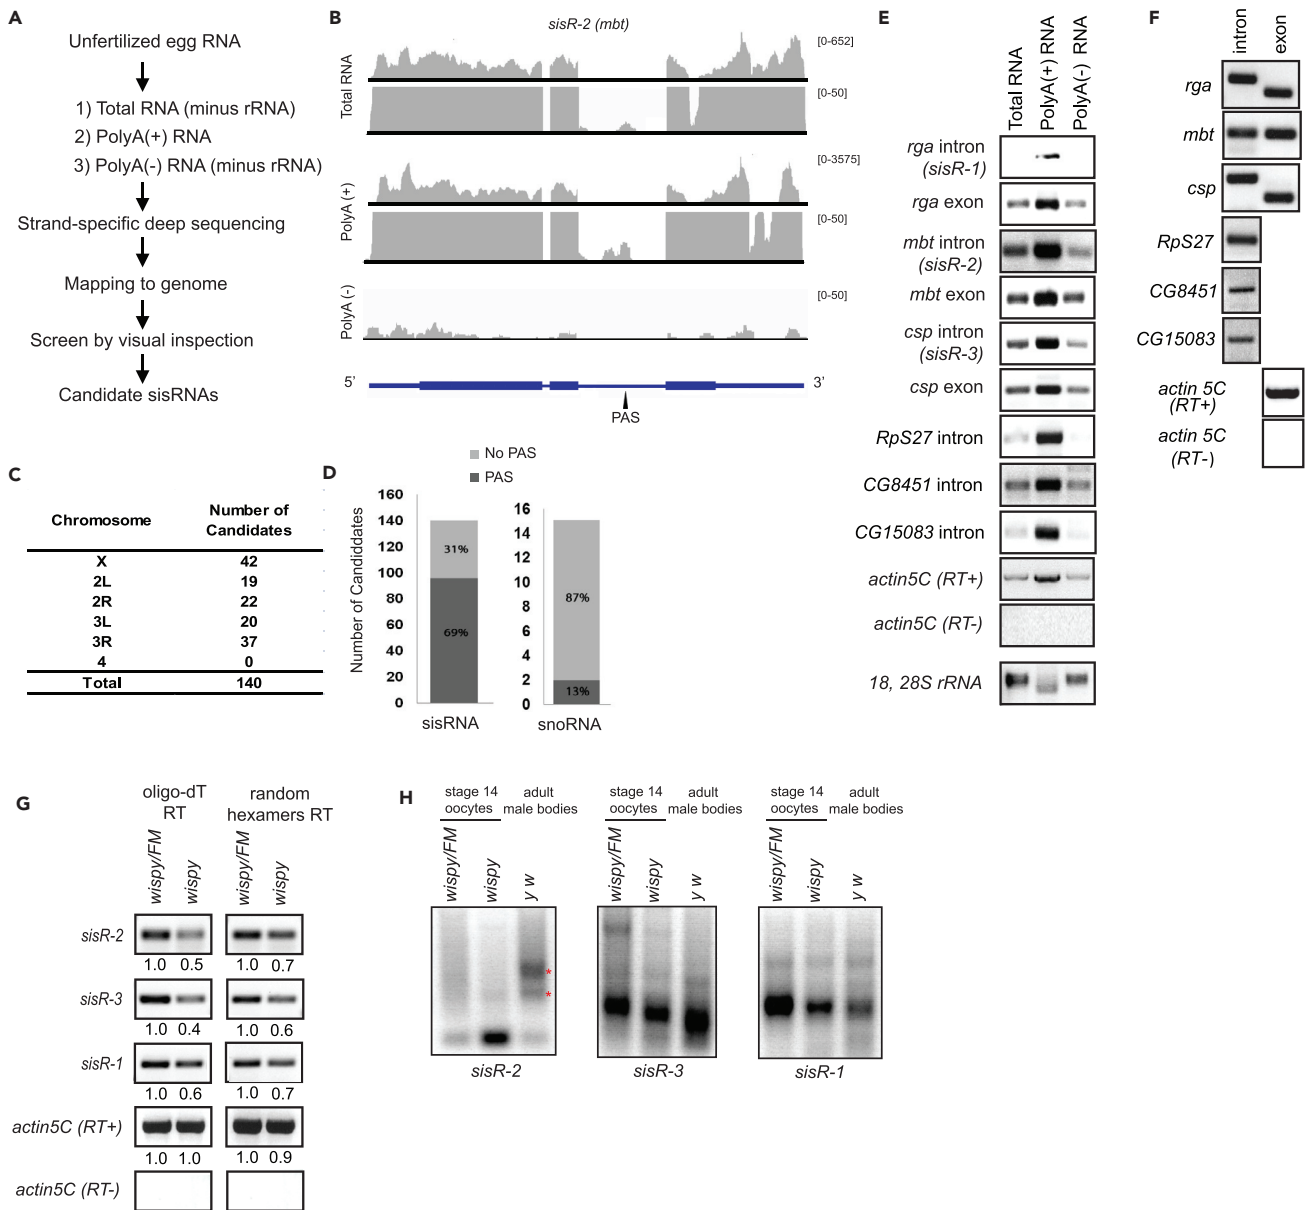 A
Unfertilized egg RNA
1) Total RNA (minus rRNA)
2) PolyA(+) RNA
3) PolyA(-) RNA (minus rRNA)
Strand-specific deep sequencing
Mapping to genome
Screen by visual inspection
Candidate sisRNAs
B
sisR-2 (mbt)
Total RNA
[0-652]
[0-50]
PolyA (+)
[0-3575]
[0-50]
PolyA (-)
[0-50]
5’
3’
PAS
C
Chromosome Number of Candidates
X 42
2L 19
2R 22
3L 20
3R 37
4 0
Total 140
D
No PAS
PAS
Number of Candiddates
160
140
120
100
80
60
40
20
0
31%
69%
sisRNA
16
14
12
10
8
6
4
2
0
87%
13%
snoRNA
E
Total RNA
PolyA(+) RNA
PolyA(-) RNA
rga intron
(sisR-1)
rga exon
mbt intron
(sisR-2)
mbt exon
csp intron
(sisR-3)
csp exon
RpS27 intron
CG8451 intron
CG15083 intron
actin5C (RT+)
actin5C (RT-)
18, 28S rRNA
F
intron
exon
rga
mbt
csp
RpS27
CG8451
CG15083
actin 5C
(RT+)
actin 5C
(RT-)
G
oligo-dT
RT
random
hexamers RT
wispy/FM
wispy
wispy/FM
wispy
sisR-2
1.0 0.5 1.0 0.7
sisR-3
1.0 0.4 1.0 0.6
sisR-1
1.0 0.6 1.0 0.7
actin5C (RT+)
1.0 1.0 1.0 0.9
actin5C (RT-)
H
stage 14
oocytes
adult
male bodies
wispy/FM
wispy
y w
*
*
sisR-2
stage 14
oocytes
adult
male bodies
wispy/FM
wispy
y w
sisR-3
stage 14
oocytes
adult
male bodies
wispy/FM
wispy
y w
sisR-1